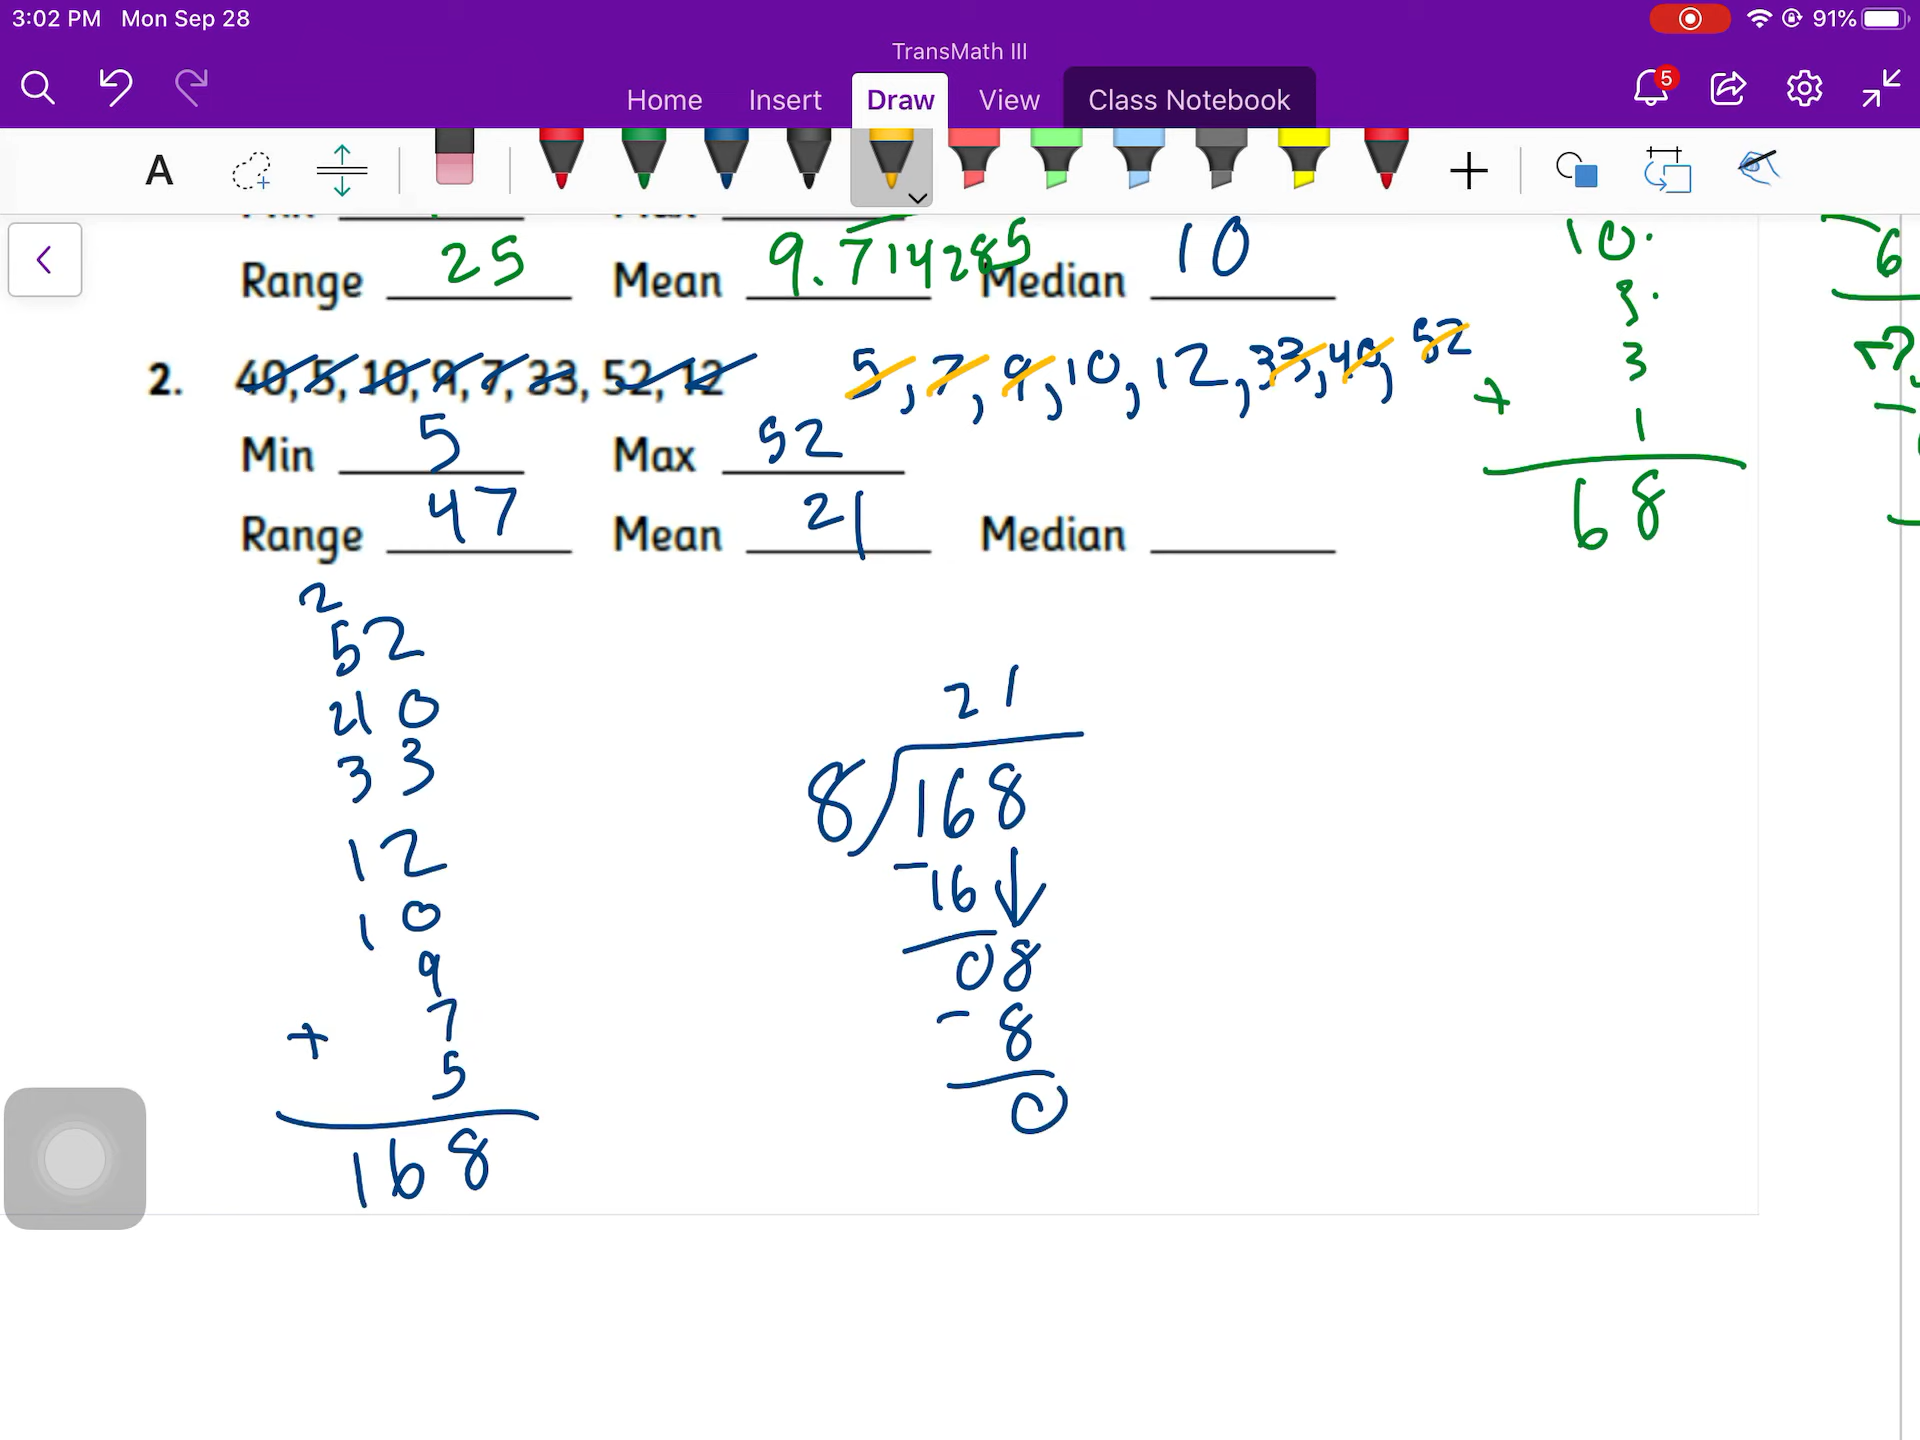 3:02 PM Mon Sep 28
91%
TransMath III
Home Insert Draw View Class Notebook
5
A
Range 25 Mean 9.714285 Median 10
2. 40, 5, 10, 9, 7, 33, 52, 12
5, 7, 9, 10, 12, 33, 40, 52
Min 5 Max 52
Range 47 Mean 21 Median
10.
3
+ 1
68
6
2
52
40
33
12
10
9
+ 7
5
168
21
8 168
-16
08
- 8
0